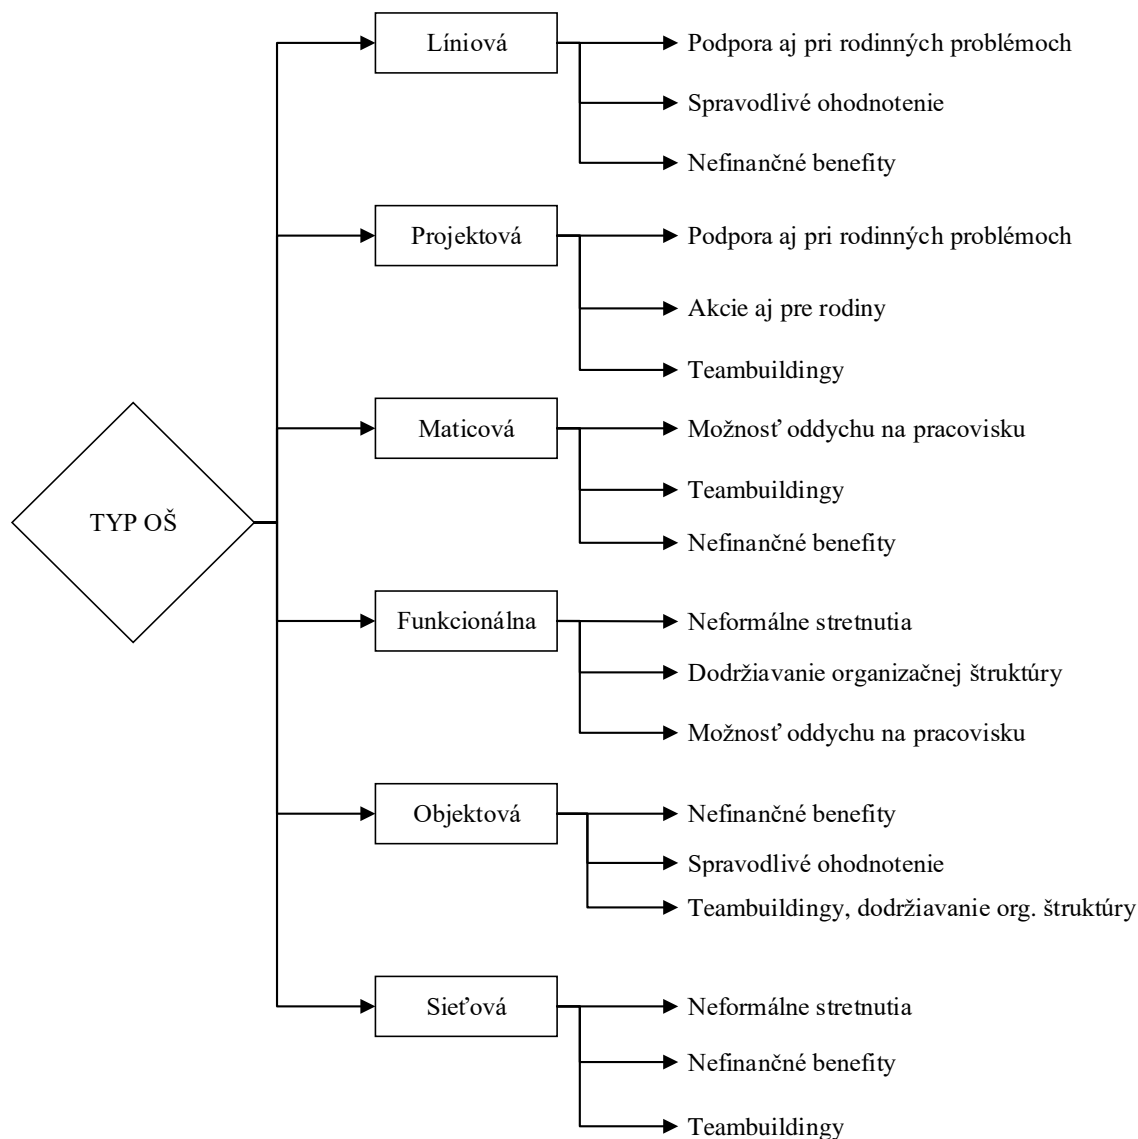 TYP OŠ
Líniová
Podpora aj pri rodinných problémoch
Spravodlivé ohodnotenie
Nefinančné benefity
Projektová
Podpora aj pri rodinných problémoch
Akcie aj pre rodiny
Teambuildingy
Maticová
Možnosť oddychu na pracovisku
Teambuildingy
Nefinančné benefity
Funkcionálna
Neformálne stretnutia
Dodržiavanie organizačnej štruktúry
Možnosť oddychu na pracovisku
Objektová
Nefinančné benefity
Spravodlivé ohodnotenie
Teambuildingy, dodržiavanie org. štruktúry
Sieťová
Neformálne stretnutia
Nefinančné benefity
Teambuildingy